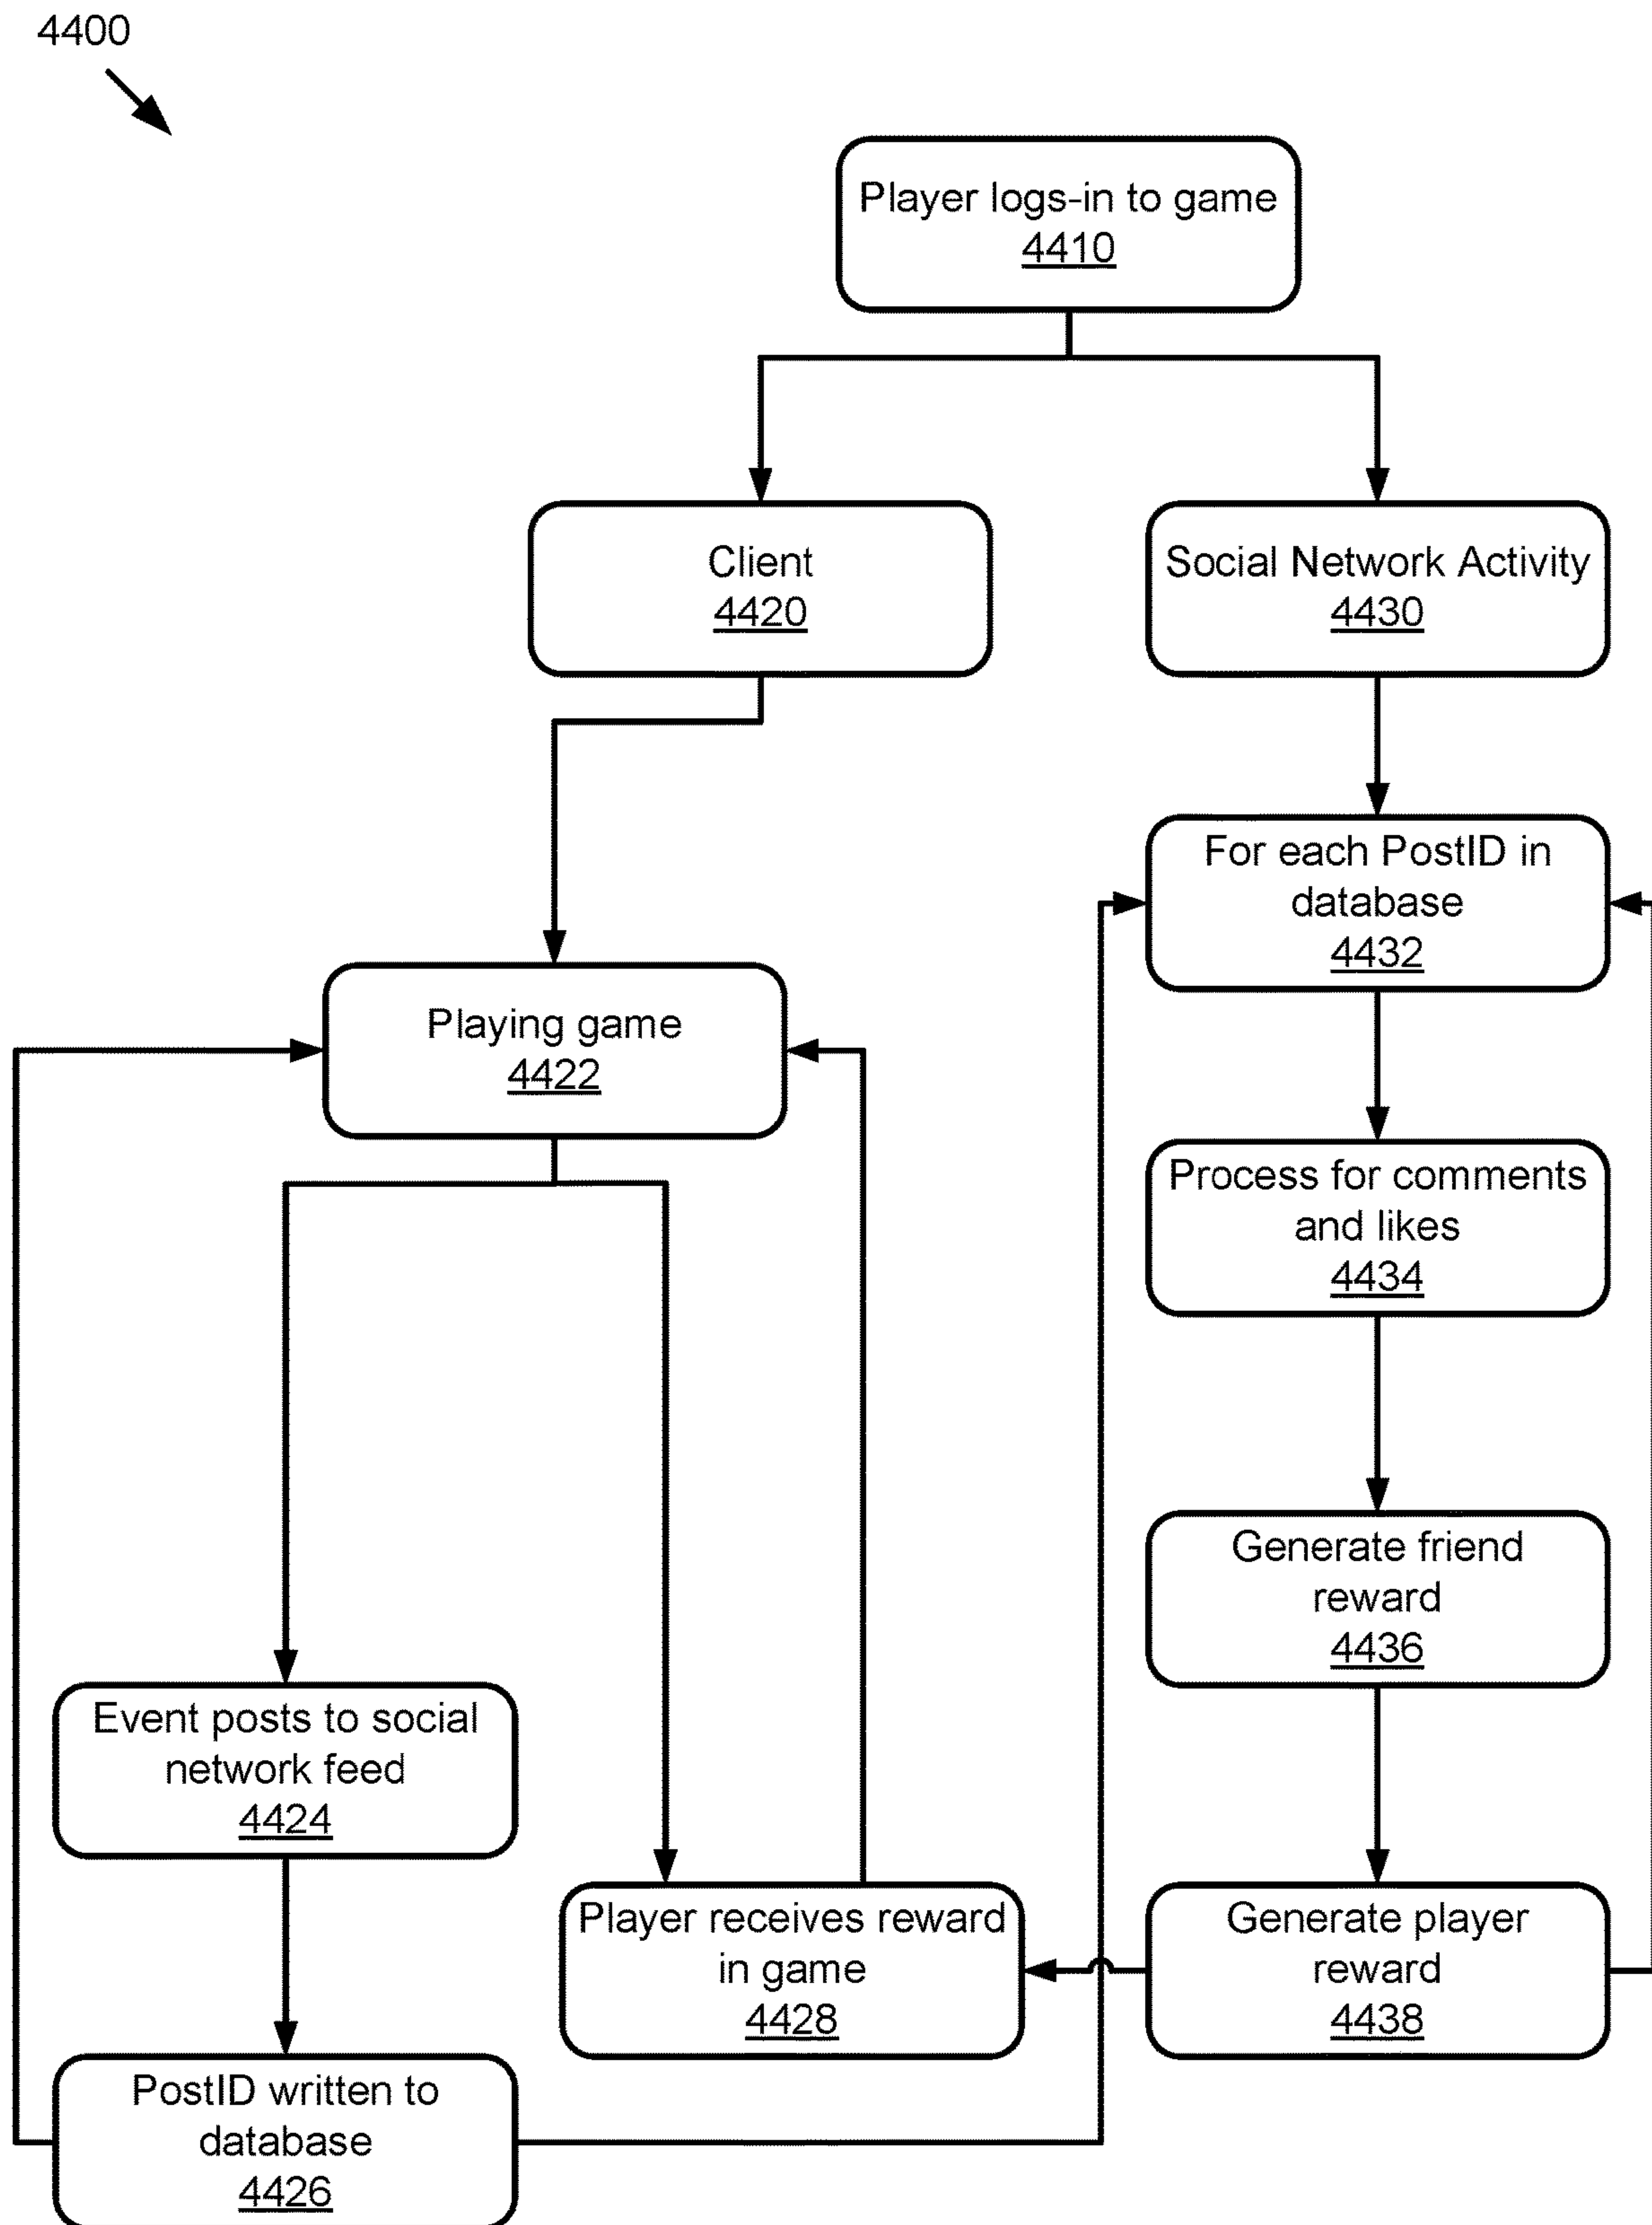 4400
Player logs-in to game
4410
Client
4420
Social Network Activity
4430
For each PostID in
database
4432
Playing game
4422
Process for comments
and likes
4434
Generate friend
reward
4436
Event posts to social
network feed
4424
Player receives reward
in game
4428
Generate player
reward
4438
PostID written to
database
4426